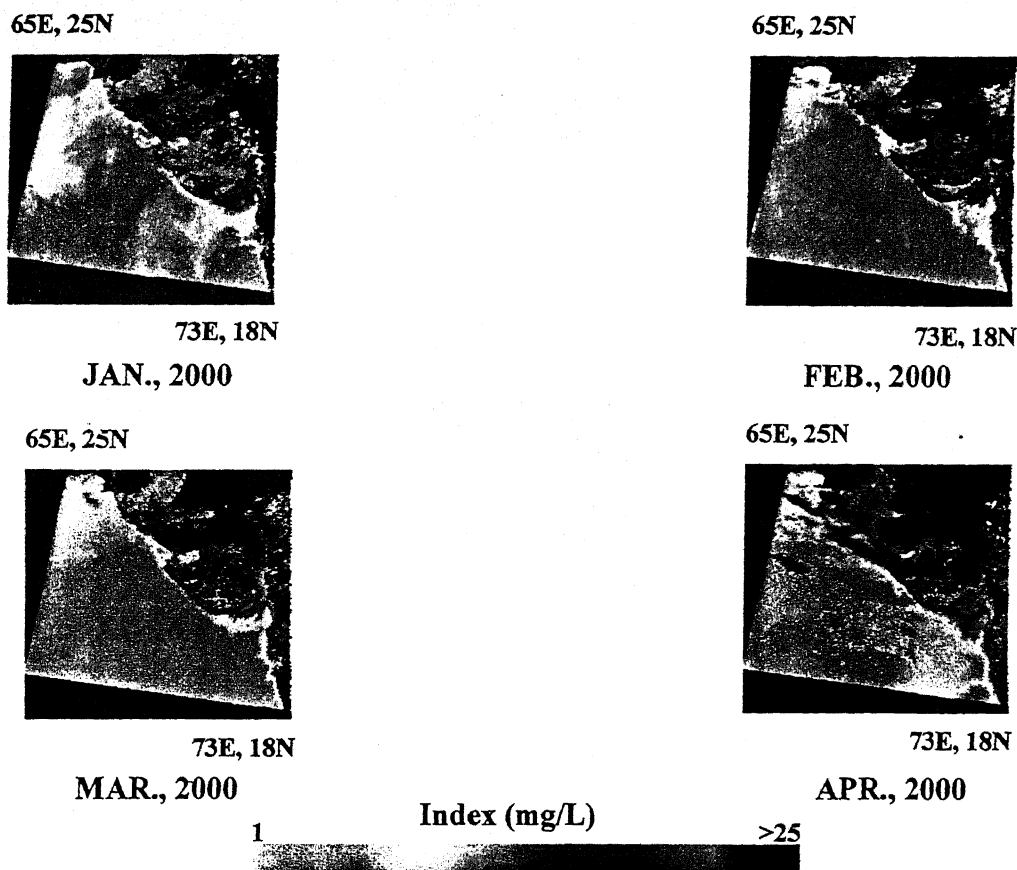 65E, 25N
65E, 25N
73E, 18N
73E, 18N
JAN., 2000
FEB., 2000
65E, 25N
65E, 25N
73E, 18N
73E, 18N
MAR., 2000
APR., 2000
Index (mg/L)
1
>25